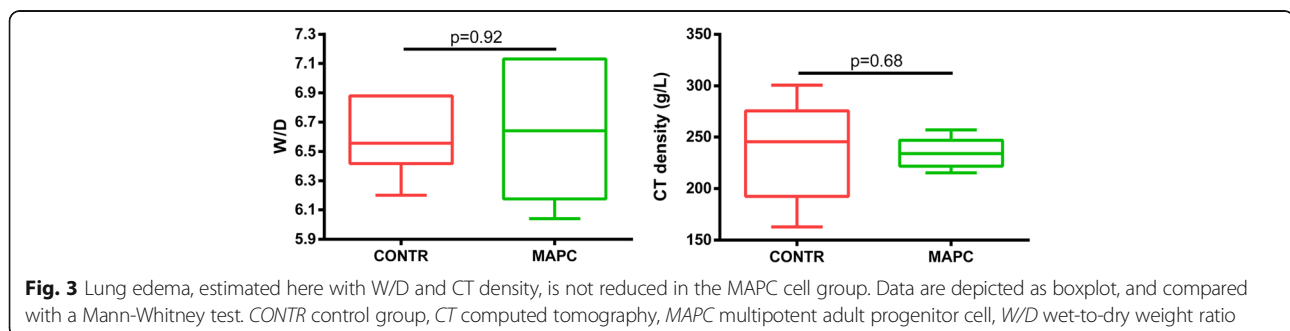 7.3
7.1
6.9
6.7
6.5
6.3
6.1
5.9
W/D
p=0.92
CONTR
MAPC
350
300
250
200
150
CT density (g/L)
p=0.68
CONTR
MAPC
Fig. 3 Lung edema, estimated here with W/D and CT density, is not reduced in the MAPC cell group. Data are depicted as boxplot, and compared
with a Mann-Whitney test. CONTR control group, CT computed tomography, MAPC multipotent adult progenitor cell, W/D wet-to-dry weight ratio